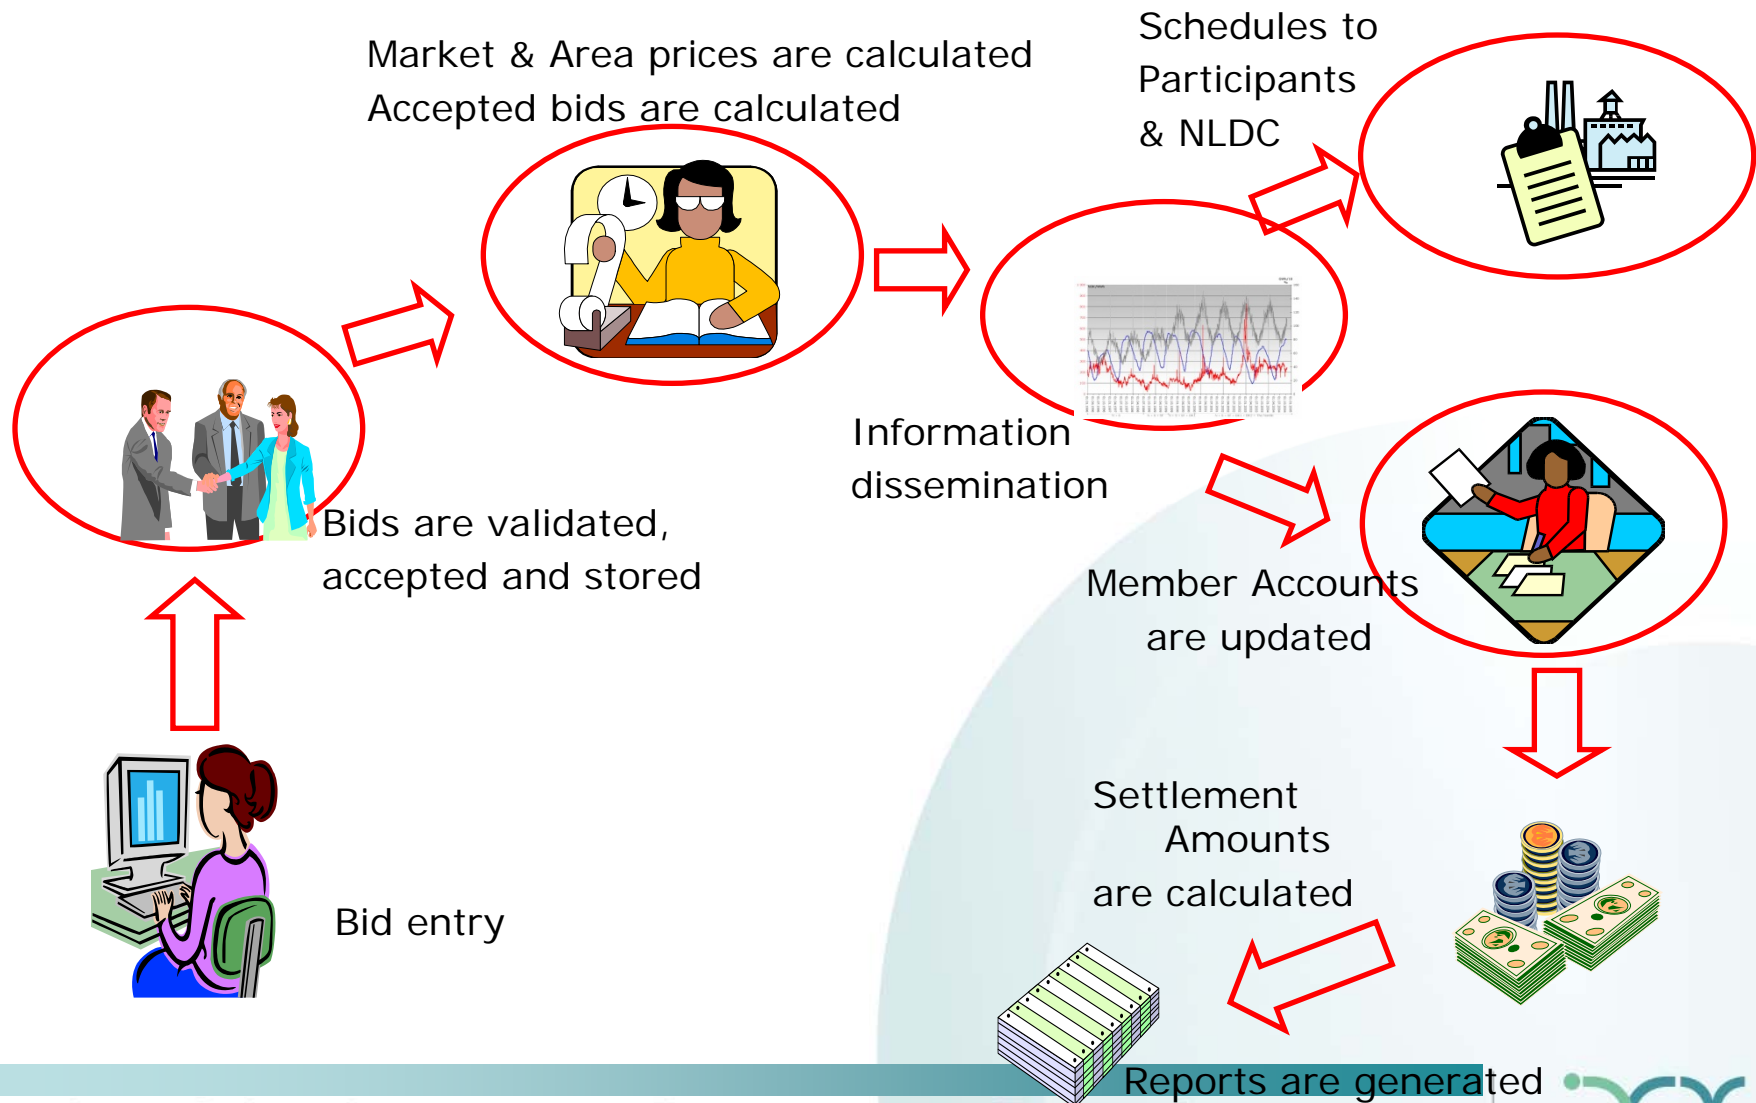 Market & Area prices are calculated
Accepted bids are calculated
Schedules to
Participants
& NLDC
Information
dissemination
Bids are validated,
accepted and stored
Member Accounts
are updated
Settlement
Amounts
are calculated
Bid entry
Reports are generated